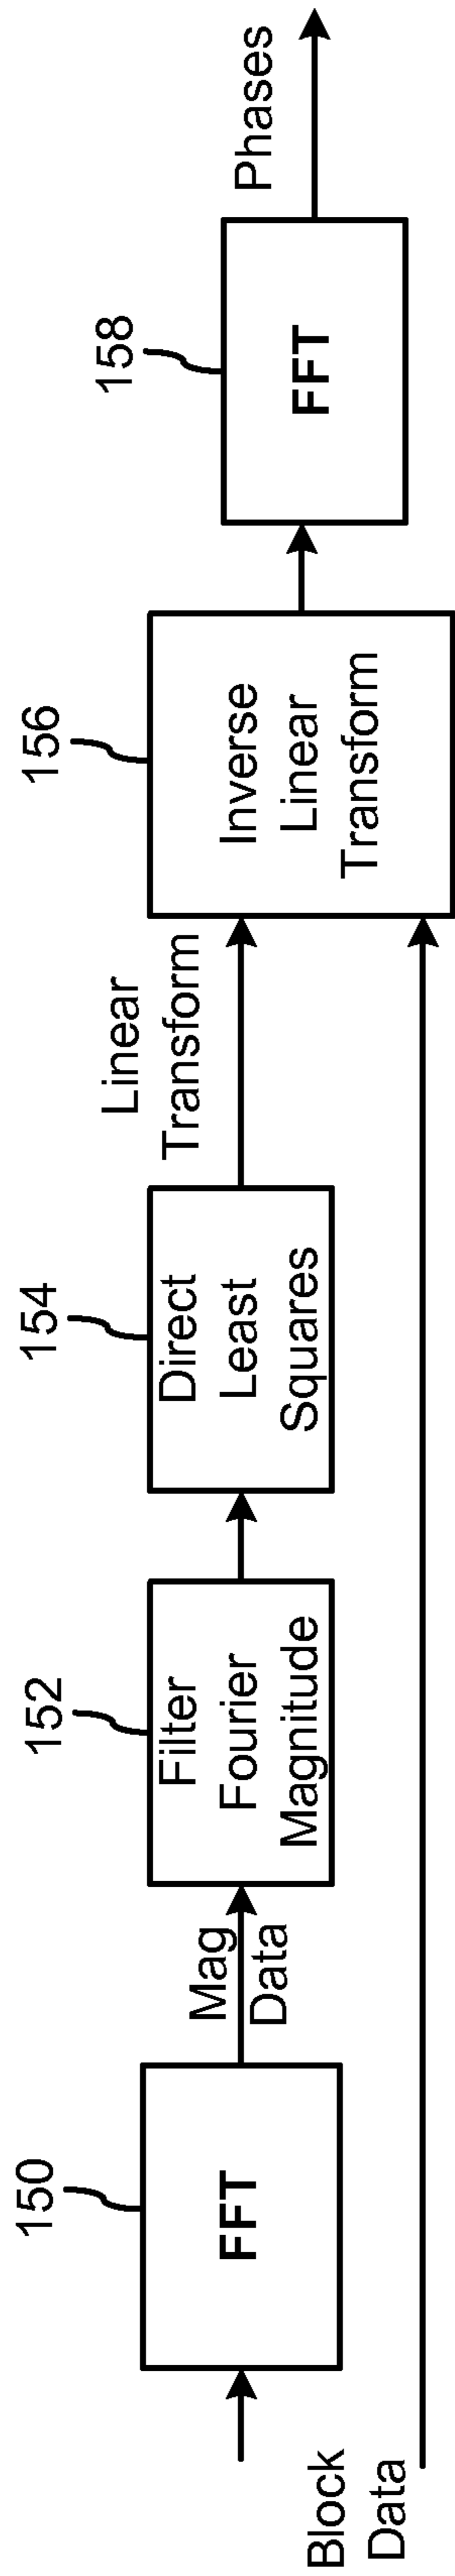 150
FFT
Mag
Data
152
Filter
Fourier
Magnitude
154
Direct
Least
Squares
Linear
Transform
156
Inverse
Linear
Transform
158
FFT
Phases
Block
Data